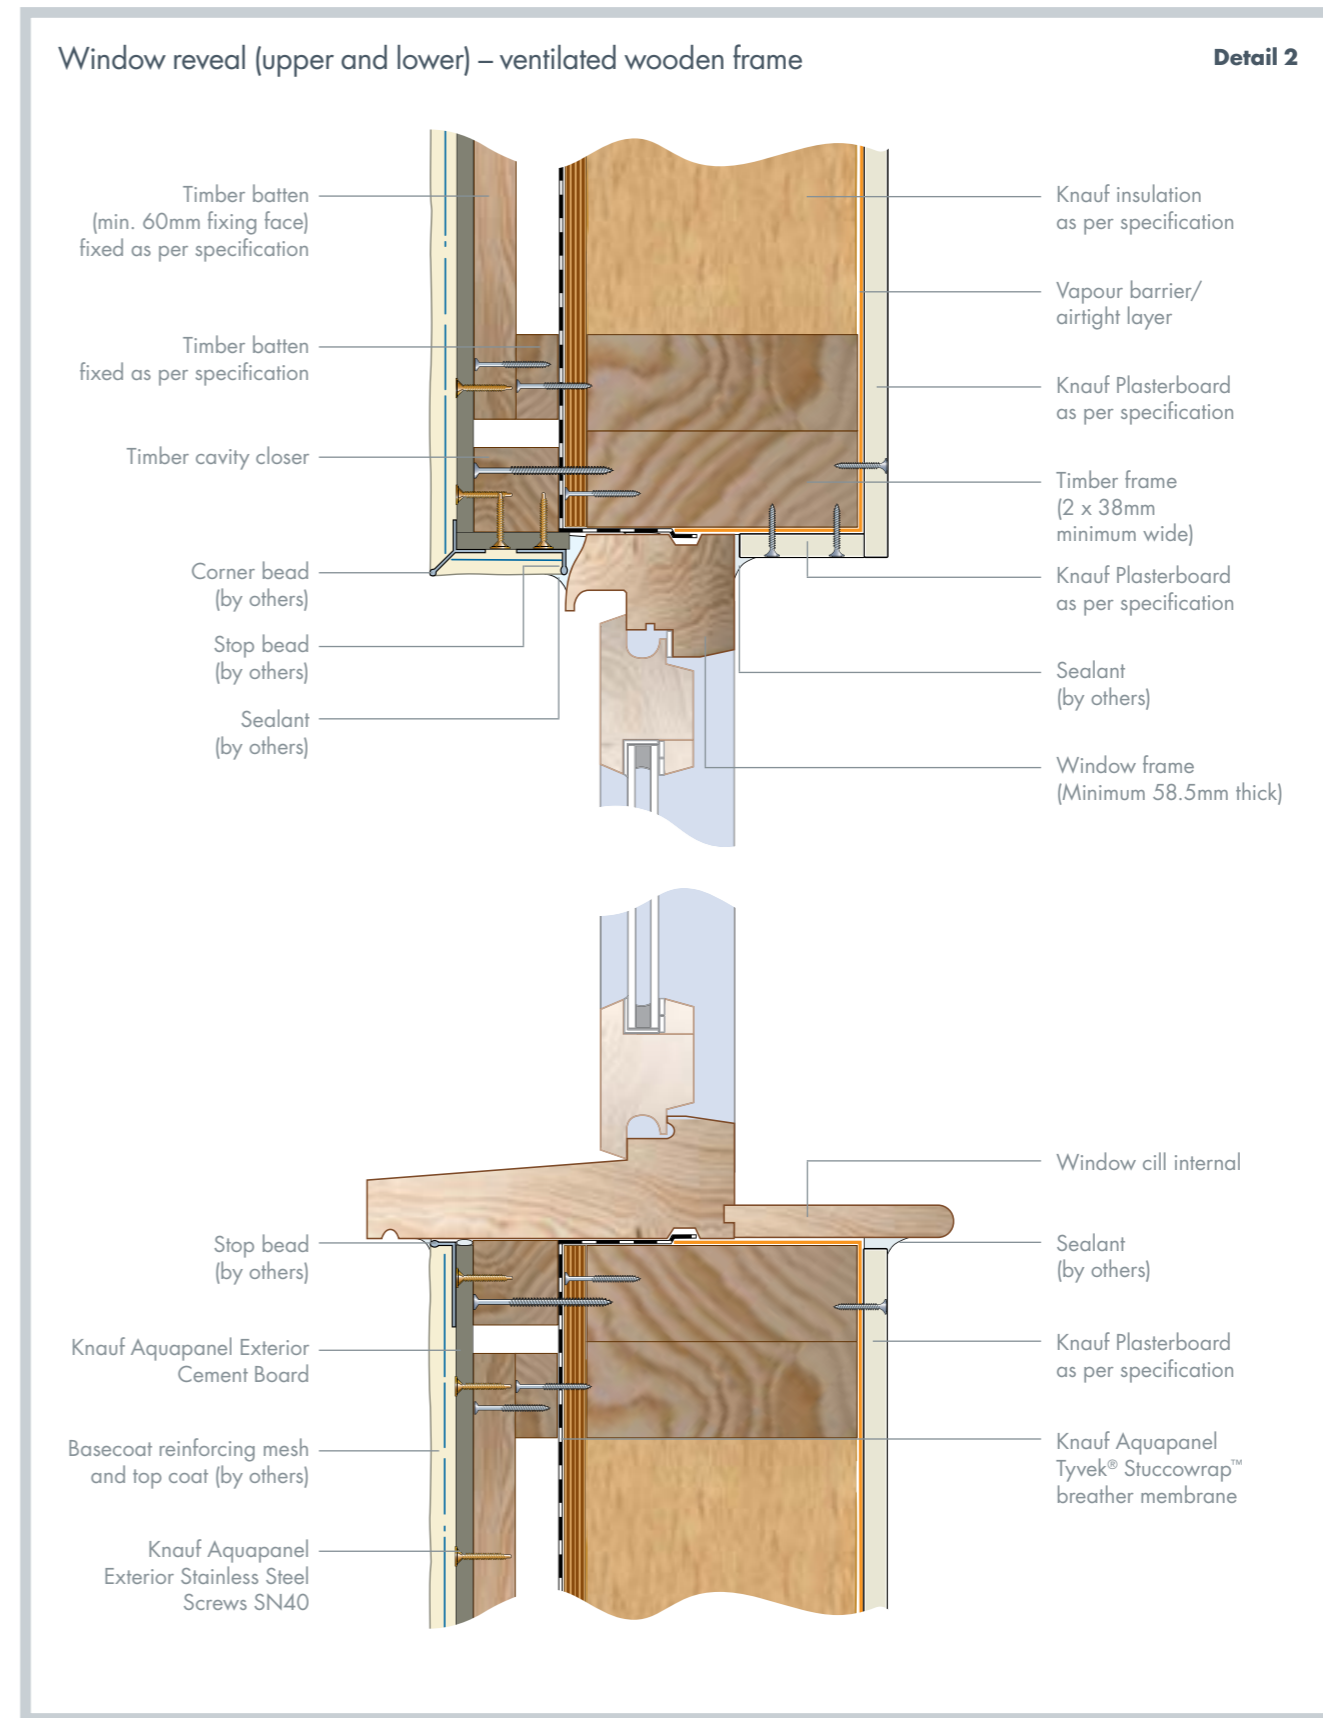 Window reveal (upper and lower) – ventilated wooden frame
Detail 2
Timber batten
(min. 60mm fixing face)
fixed as per specification
Timber batten
fixed as per specification
Timber cavity closer
Corner bead
(by others)
Stop bead
(by others)
Sealant
(by others)
Knauf insulation
as per specification
Vapour barrier/
airtight layer
Knauf Plasterboard
as per specification
Timber frame
(2 x 38mm
minimum wide)
Knauf Plasterboard
as per specification
Sealant
(by others)
Window frame
(Minimum 58.5mm thick)
Stop bead
(by others)
Knauf Aquapanel Exterior
Cement Board
Basecoat reinforcing mesh
and top coat (by others)
Knauf Aquapanel
Exterior Stainless Steel
Screws SN40
Window cill internal
Sealant
(by others)
Knauf Plasterboard
as per specification
Knauf Aquapanel
Tyvek® Stuccowrap™
breather membrane